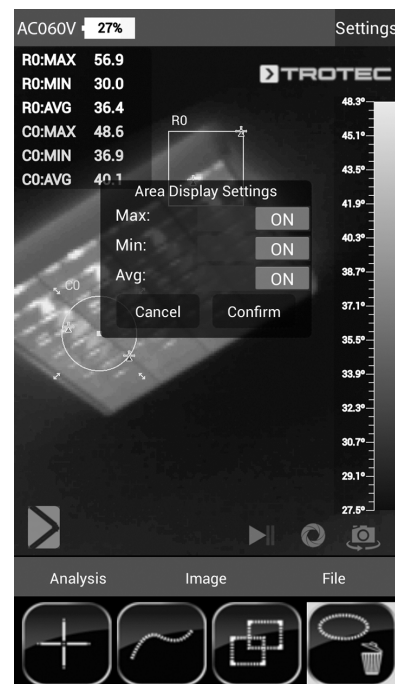 AC060V 27% Settings
R0:MAX 56.9
R0:MIN 30.0
R0:AVG 36.4
C0:MAX 48.6
C0:MIN 36.9
C0:AVG 40.1
TROTEC
R0
C0
48.3°
45.1°
43.5°
41.9°
40.3°
38.7°
37.1°
35.5°
33.9°
32.3°
30.7°
29.1°
27.5°
Area Display Settings
Max: ON
Min: ON
Avg: ON
Cancel Confirm
Analysis Image File